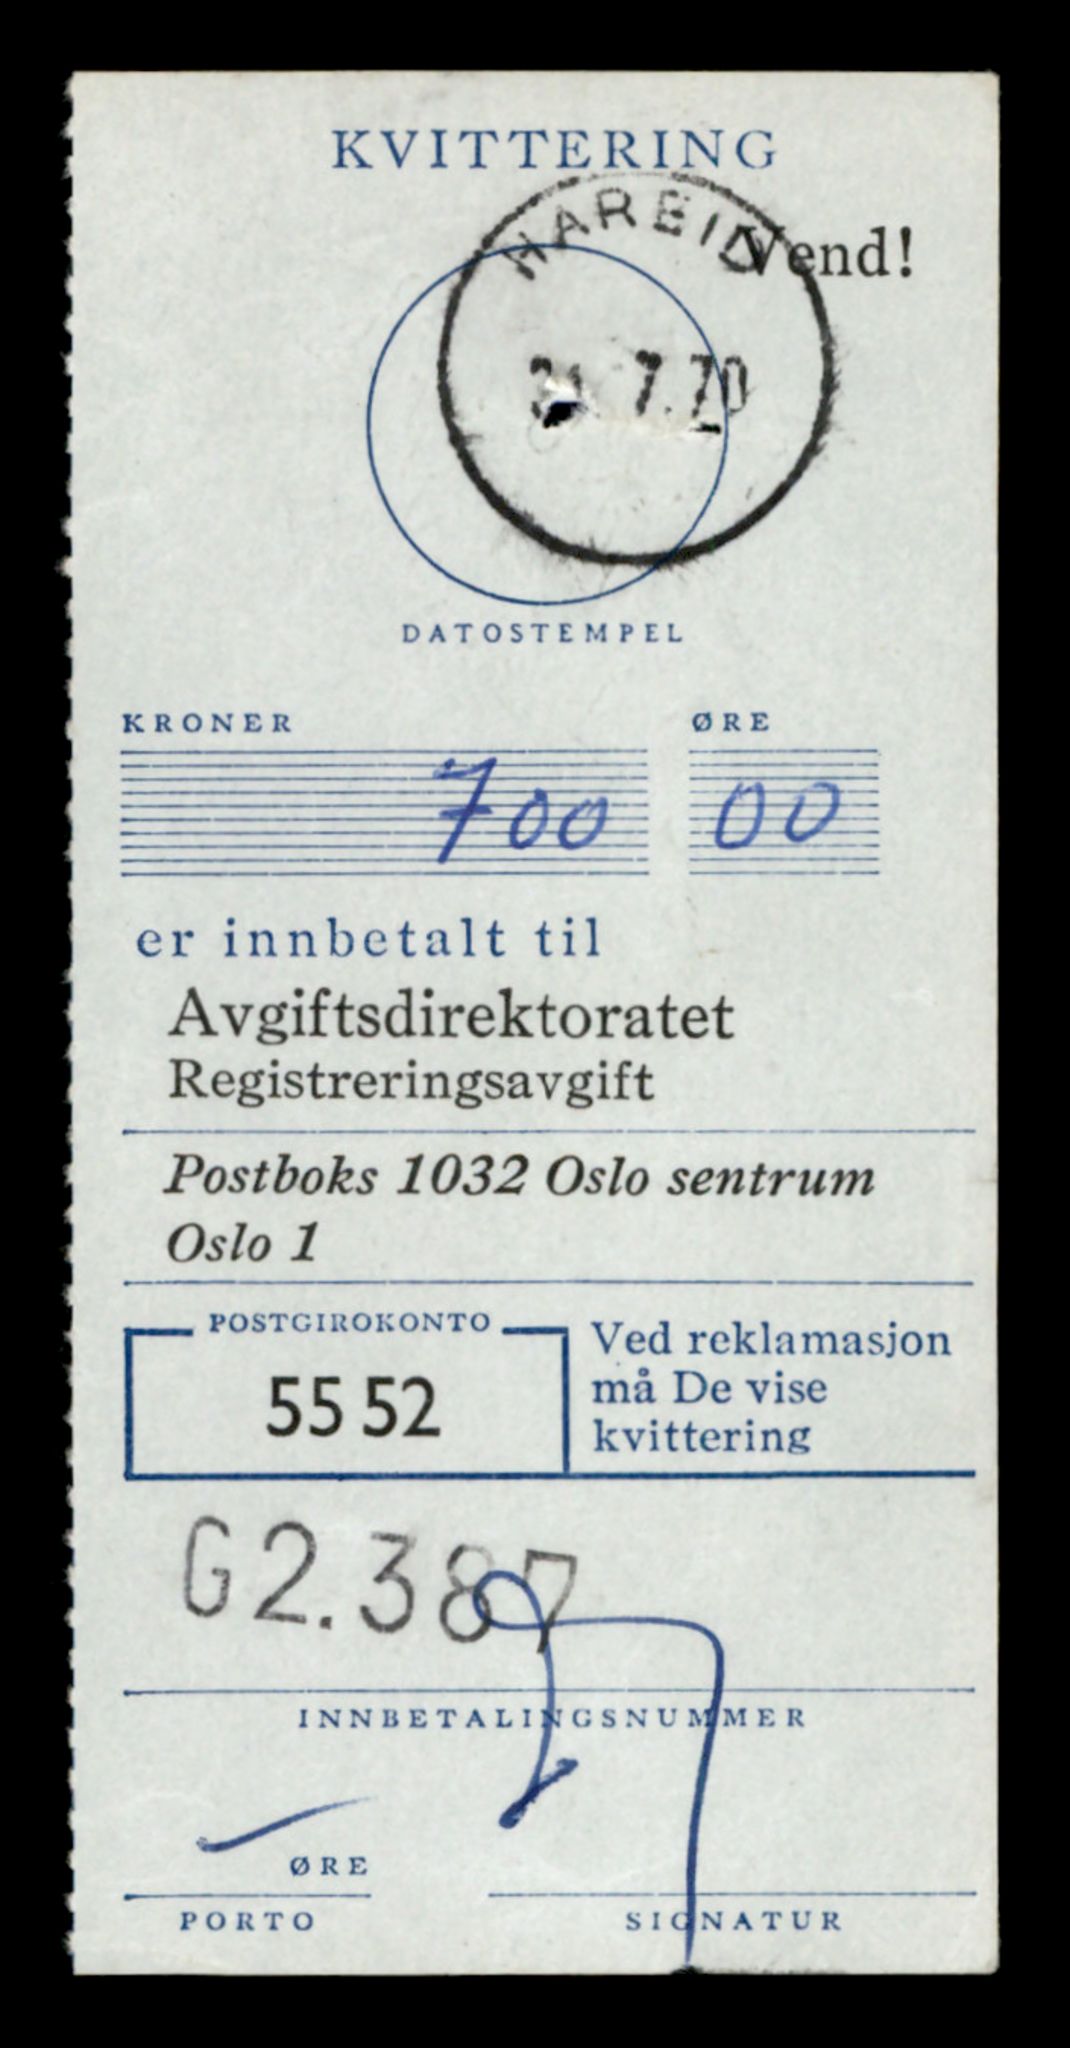 KVITTERING
HAREID
Vend!
7.70
DATOSTEMPEL
KRONER ØRE
700 00
er innbetalt til
Avgiftsdirektoratet
Registreringsavgift
Postboks 1032 Oslo sentrum
Oslo 1
POSTGIROKONTO
55 52
Ved reklamasjon
må De vise
kvittering
G2.387
INNBETALINGSNUMMER
ØRE
PORTO SIGNATUR